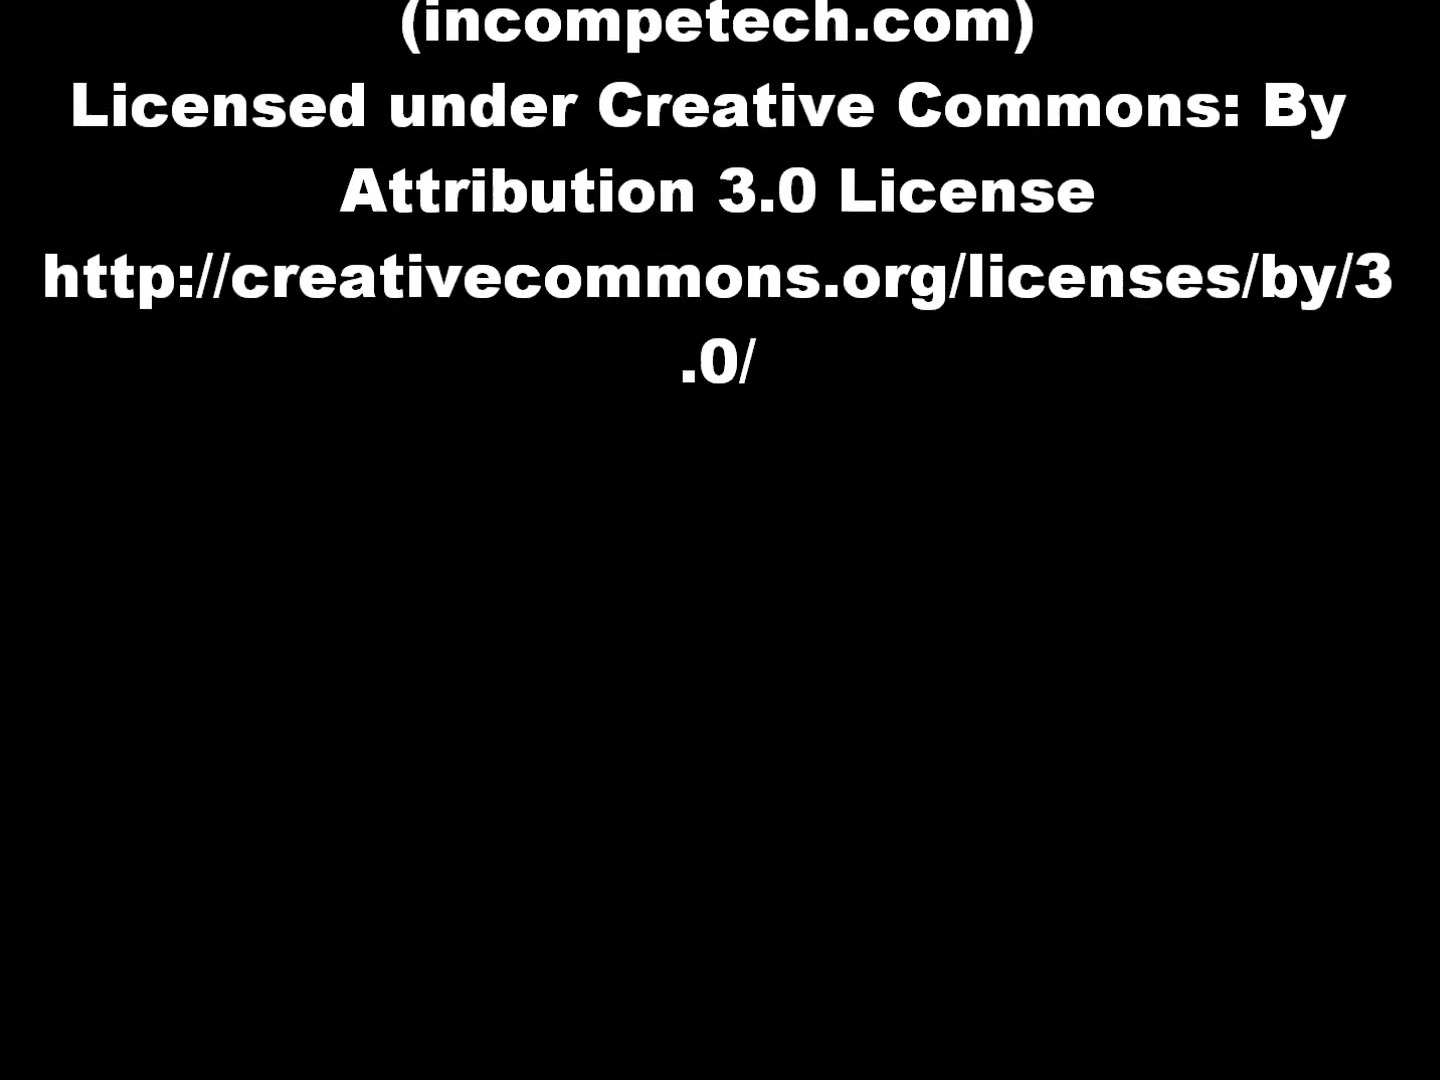 (incompetech.com)
Licensed under Creative Commons: By
Attribution 3.0 License
http://creativecommons.org/licenses/by/3
.0/